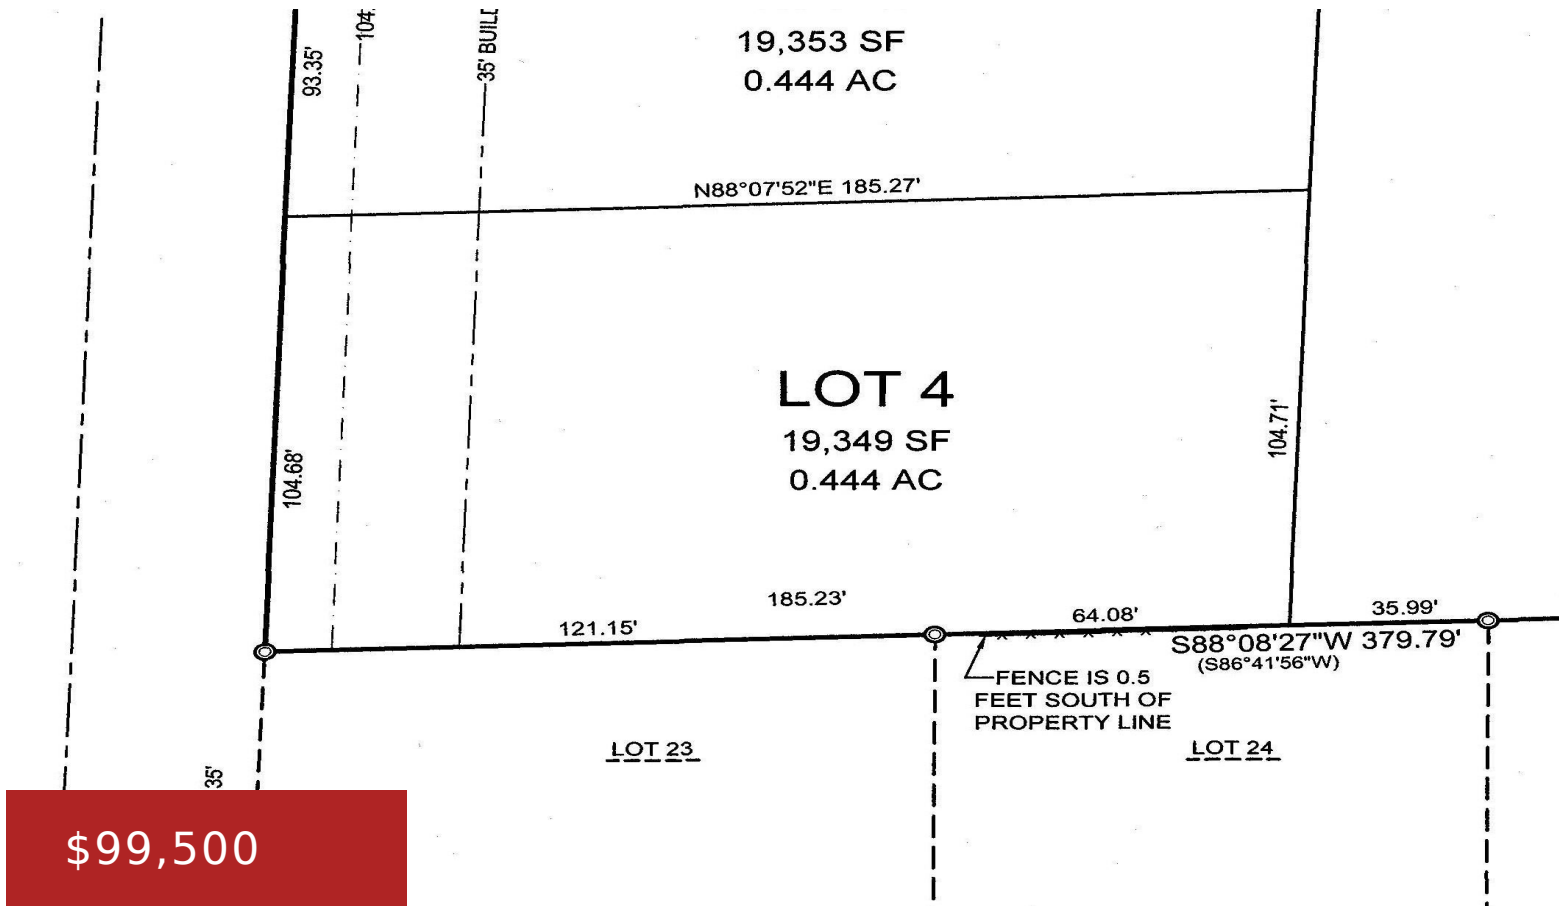 104.
35' BUILD
93.35'
19,353 SF
0.444 AC
N88°07'52"E 185.27'
LOT 4
19,349 SF
0.444 AC
104.68'
104.71'
185.23'
121.15'
64.08'
35.99'
S88°08'27"W 379.79'
(S86°41'56"W)
FENCE IS 0.5
FEET SOUTH OF
PROPERTY LINE
LOT 23
LOT 24
35'
$99,500